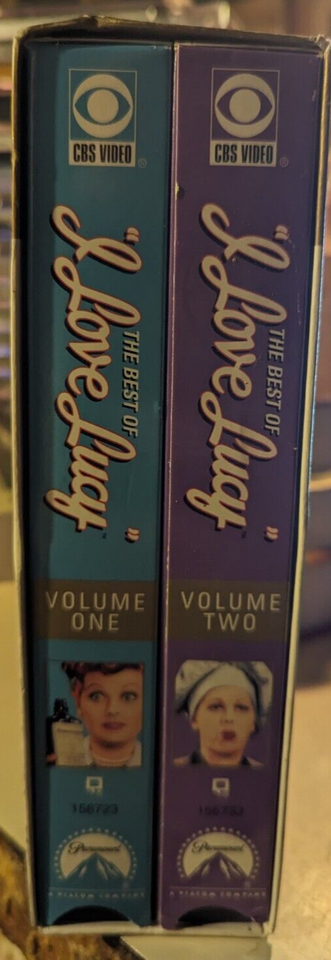 CBS VIDEO
THE BEST OF
"I Love Lucy"
VOLUME
ONE
156723
Paramount
A VIACOM COMPANY
CBS VIDEO
THE BEST OF
"I Love Lucy"
VOLUME
TWO
Paramount
A VIACOM COMPANY